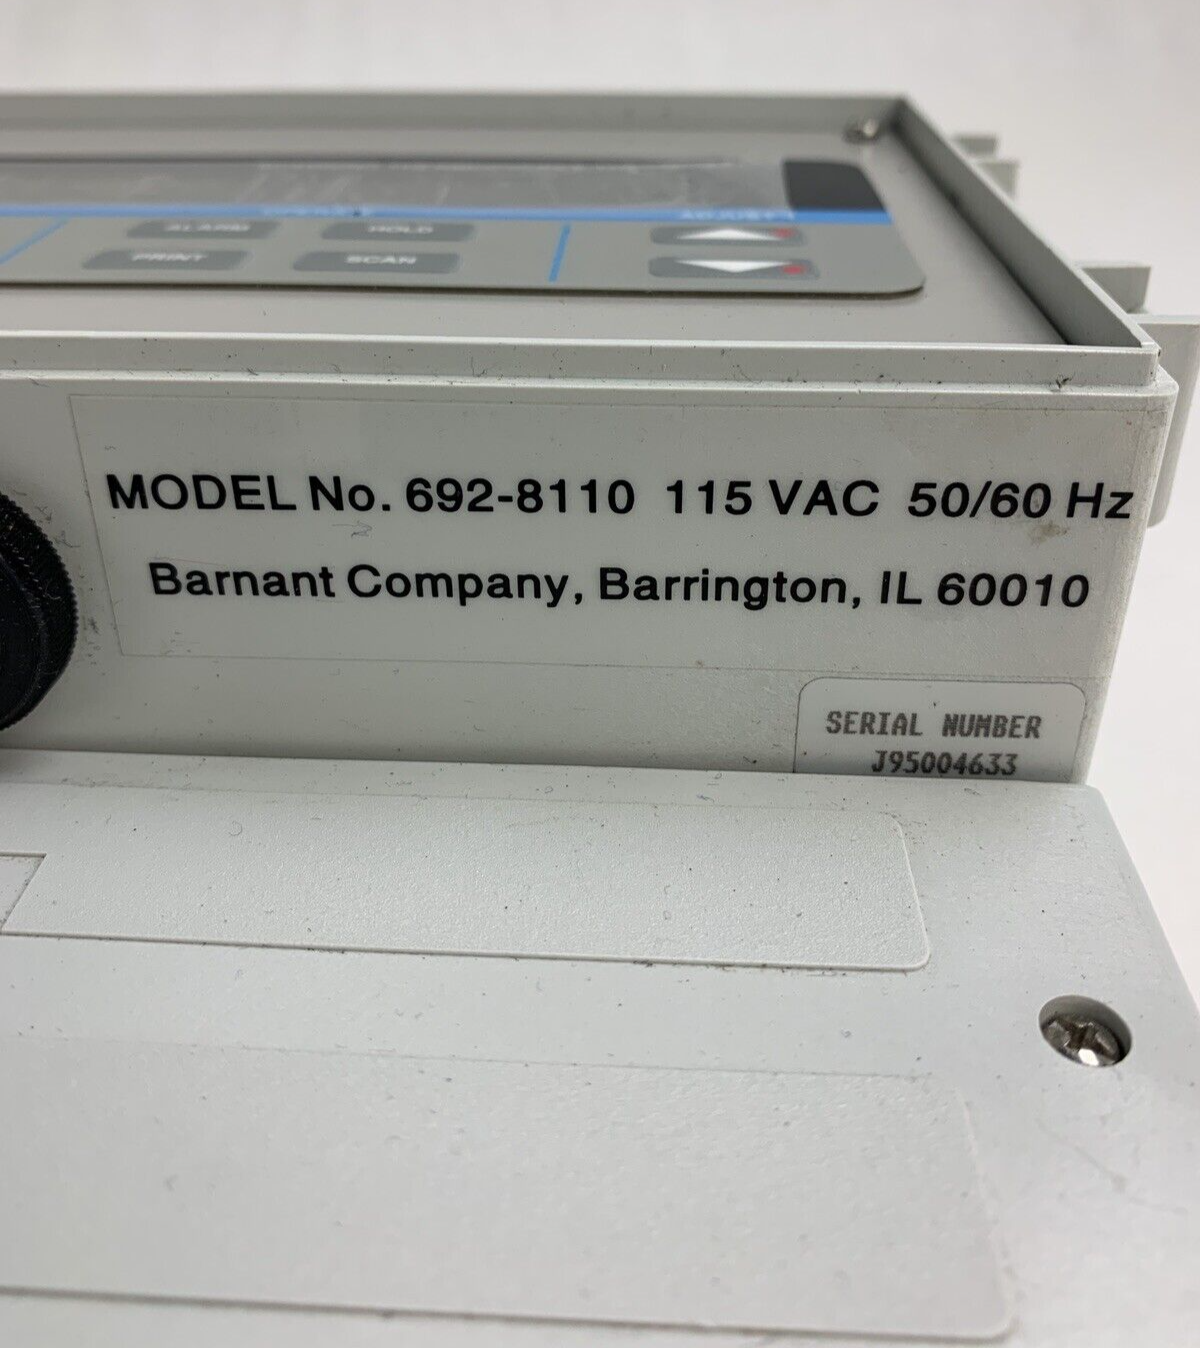 ADJUST
ALARM HOLD
PRINT SCAN
MODEL No. 692-8110 115 VAC 50/60 Hz
Barnant Company, Barrington, IL 60010
SERIAL NUMBER
J95004633